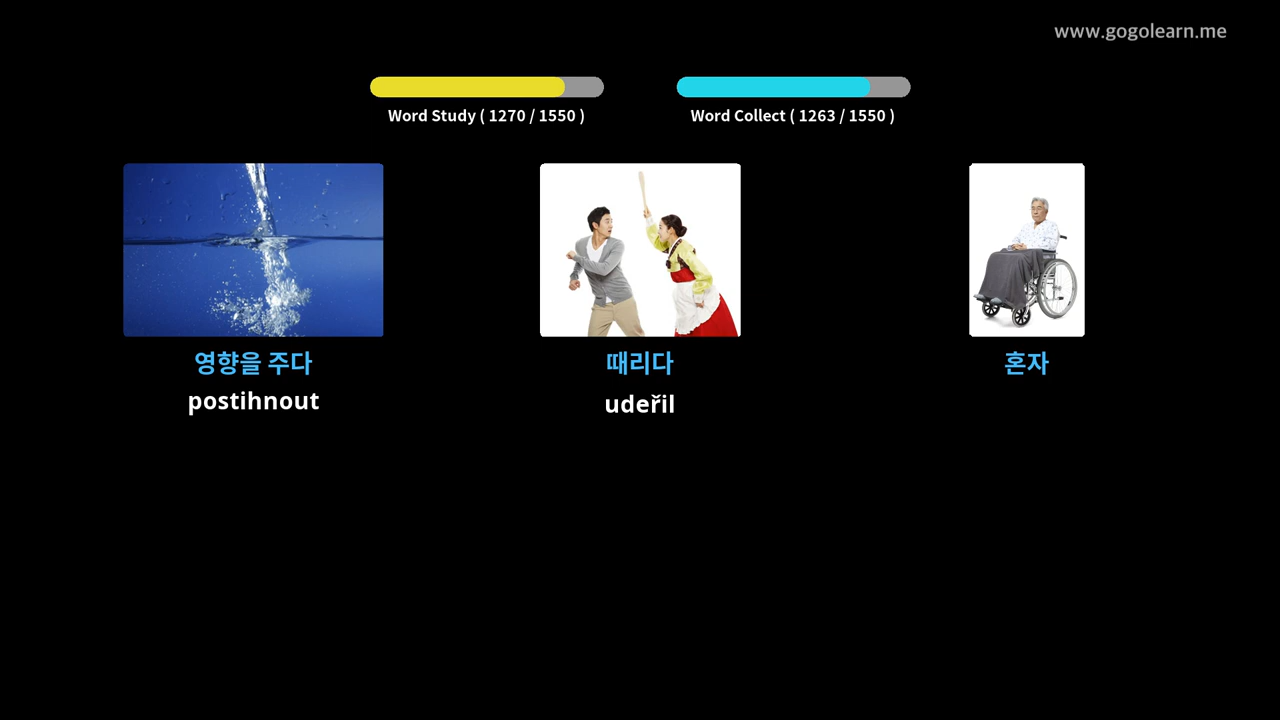 www.gogolearn.me
Word Study ( 1270 / 1550 )
Word Collect ( 1263 / 1550 )
영향을 주다
때리다
혼자
postihnout
udeřil